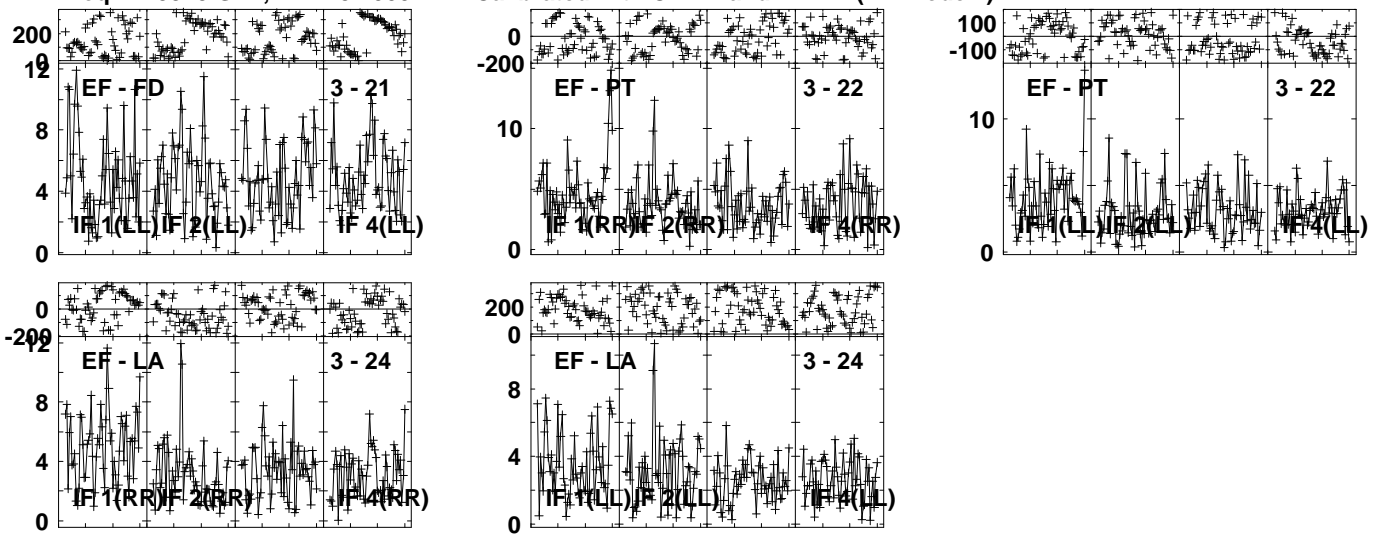 200
0
12
EF - FD
3 - 21
8
4
IF 1(LL)
IF 2(LL)
IF 4(LL)
0
0
-200
EF - PT
3 - 22
10
IF 1(RR)
IF 2(RR)
IF 4(RR)
0
100
-100
EF - PT
3 - 22
10
IF 1(LL)
IF 2(LL)
IF 4(LL)
0
0
-200
12
EF - LA
3 - 24
8
4
IF 1(RR)
IF 2(RR)
IF 4(RR)
0
200
0
EF - LA
3 - 24
8
4
IF 1(LL)
IF 2(LL)
IF 4(LL)
0